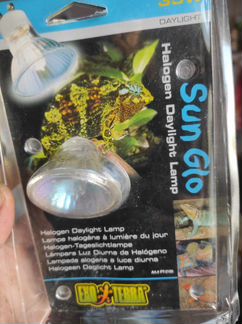 DAYLIGHT
Sun Glo
Halogen Daylight Lamp
Halogen Daylight Lamp
Lampe halogène à lumière du jour
Halogen-Tageslichtlampe
Lámpara Luz Diurna de Halógeno
Lampada alogena a luce diurna
Halogeen Daglicht Lamp
EXO TERRA